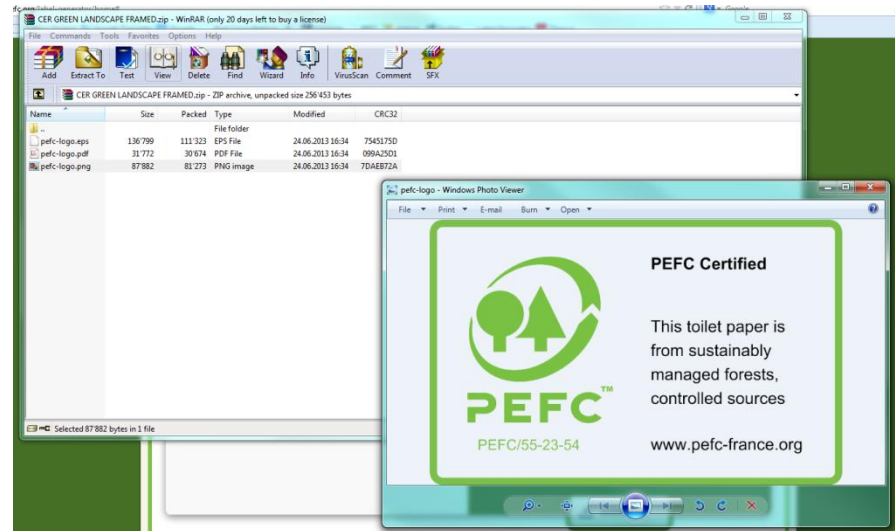 CER GREEN LANDSCAPE FRAMED.zip - WinRAR (only 20 days left to buy a license)
File Commands Tools Favorites Options Help
Add Extract To Test View Delete Find Wizard Info VirusScan Comment SFX
CER GREEN LANDSCAPE FRAMED.zip - ZIP archive, unpacked size 256'453 bytes
Name Size Packed Type Modified CRC32
.. File folder
pefc-logo.eps 136'799 111'323 EPS File 24.06.2013 16:34 7545175D
pefc-logo.pdf 31'772 30'674 PDF File 24.06.2013 16:34 099A25D1
pefc-logo.png 87'882 81'273 PNG image 24.06.2013 16:34 7DAEB72A
Selected 87'882 bytes in 1 file
pefc-logo - Windows Photo Viewer
File Print E-mail Burn Open
PEFC™
PEFC/55-23-54
PEFC Certified
This toilet paper is
from sustainably
managed forests,
controlled sources
www.pefc-france.org